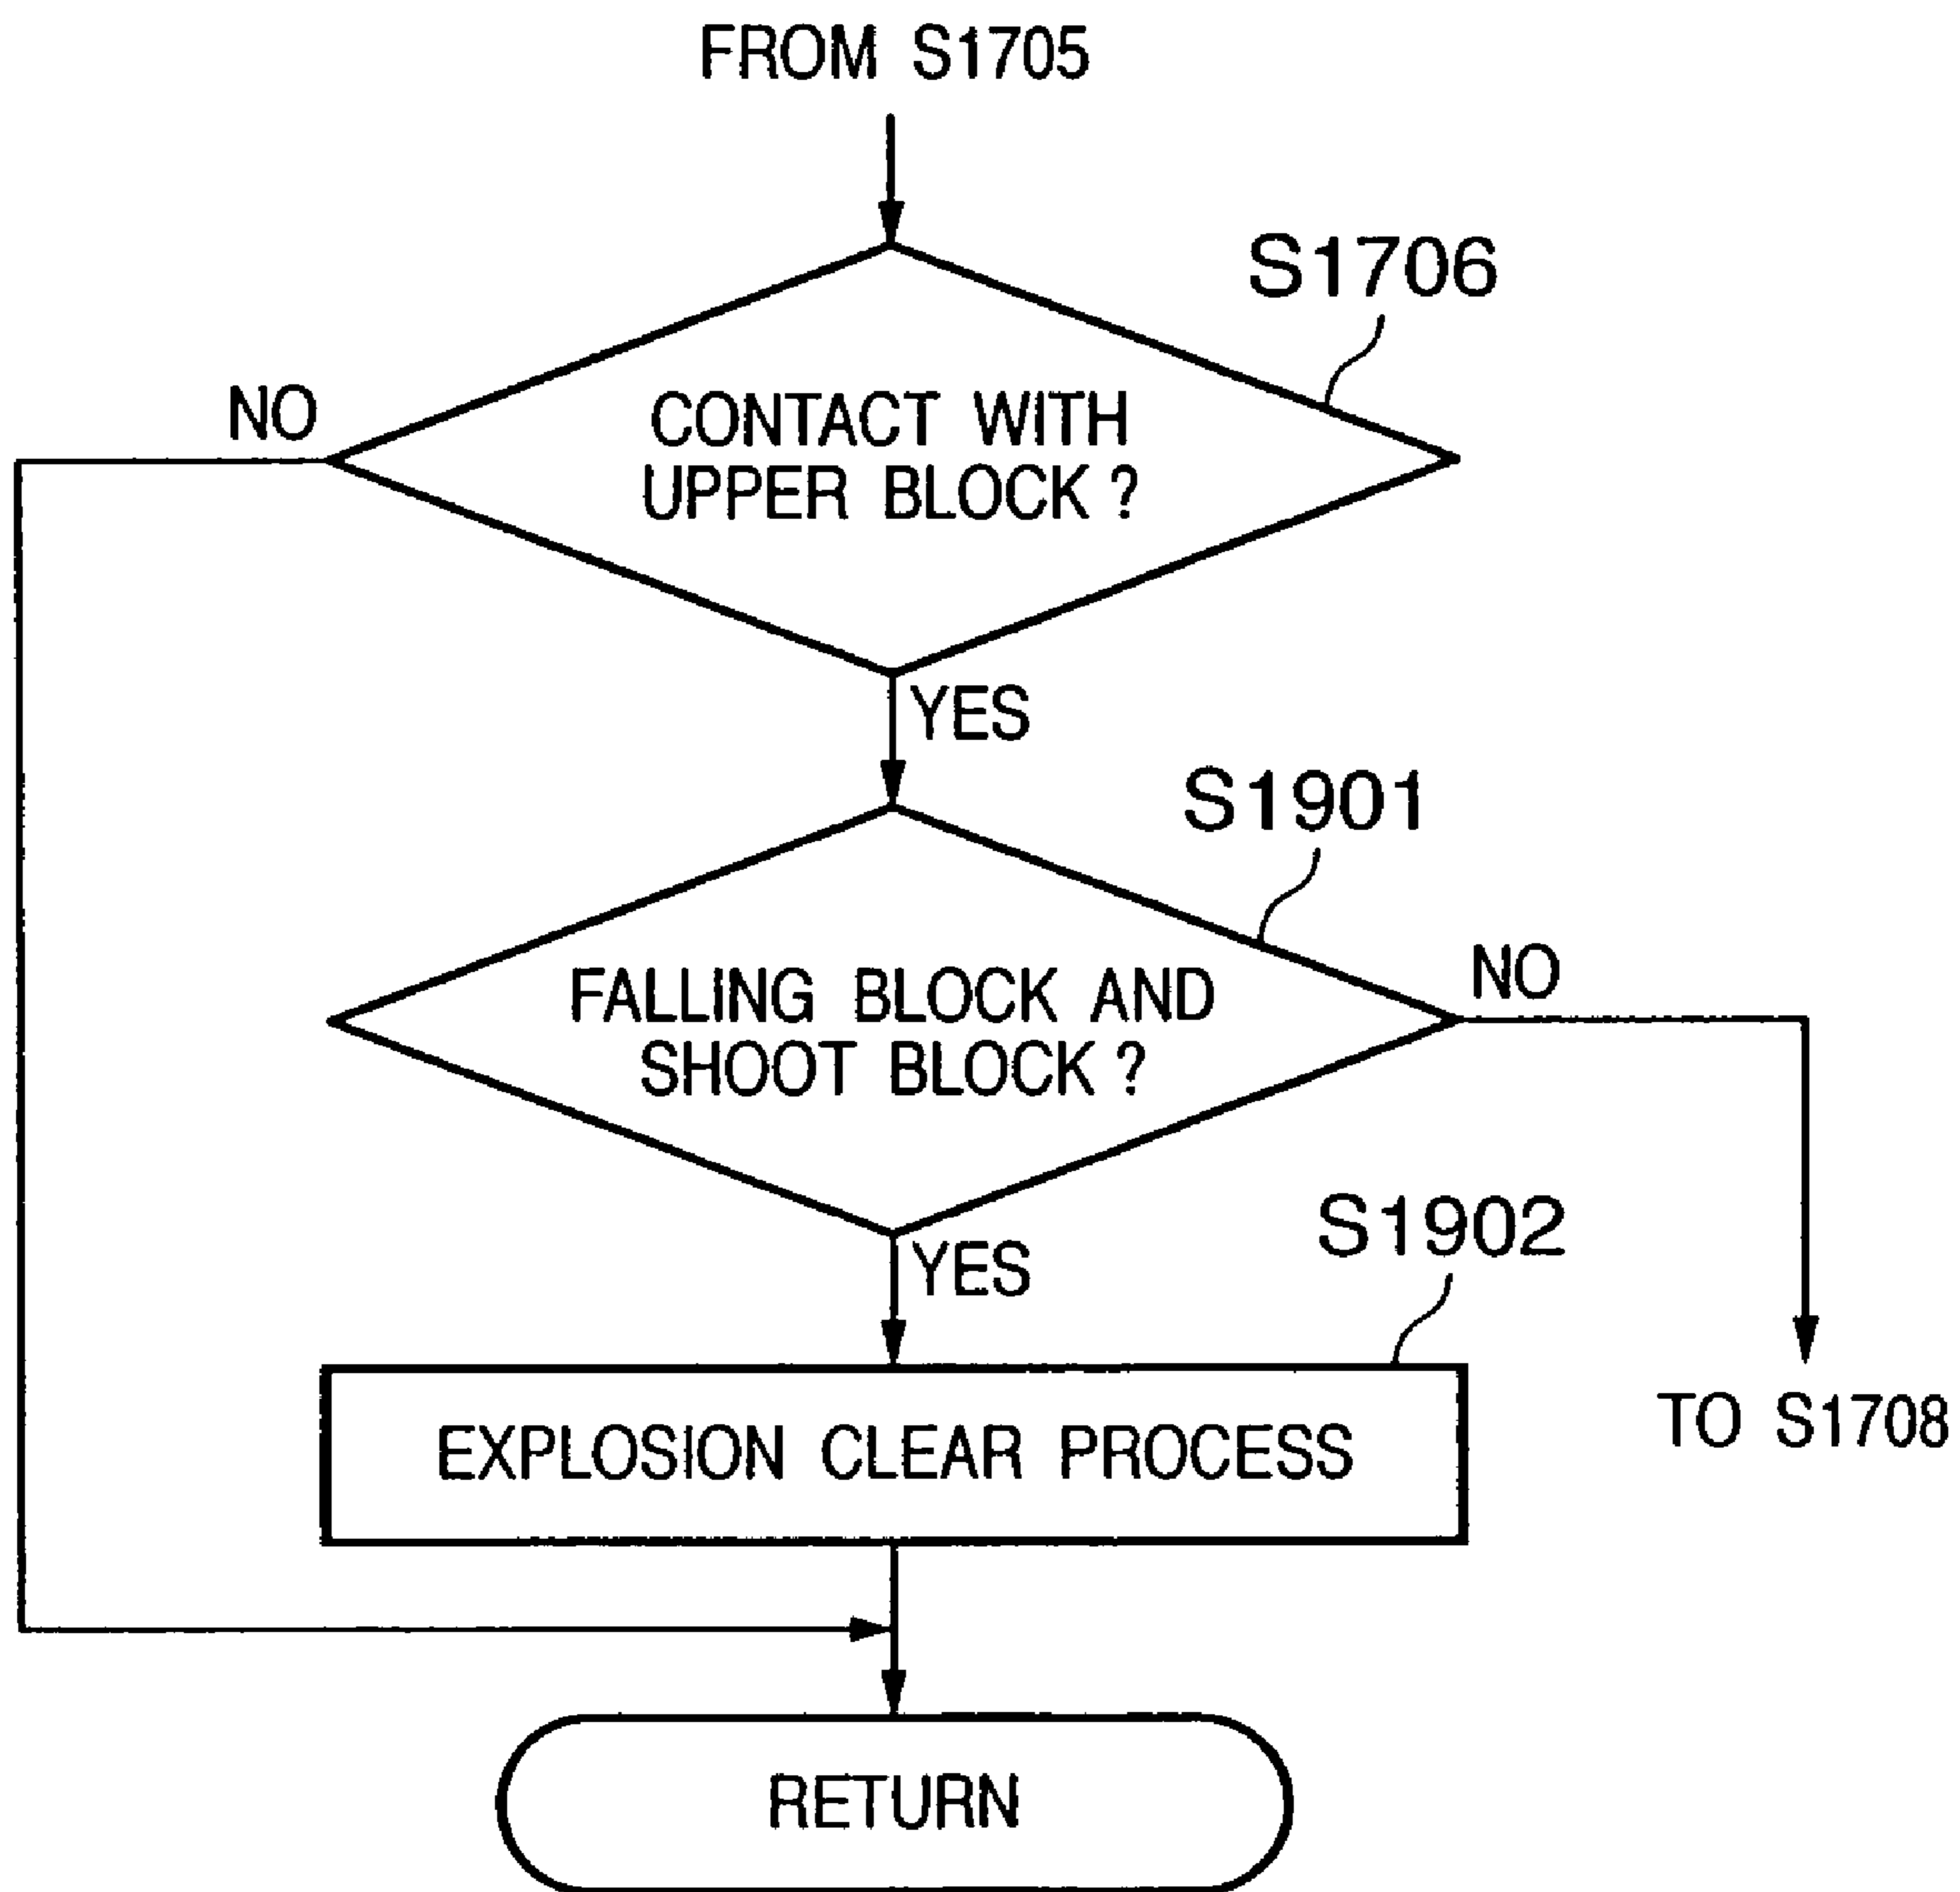 FROM S1705
S1706
NO
CONTACT WITH
UPPER BLOCK ?
YES
S1901
NO
FALLING BLOCK AND
SHOOT BLOCK ?
YES
S1902
EXPLOSION CLEAR PROCESS
TO S1708
RETURN